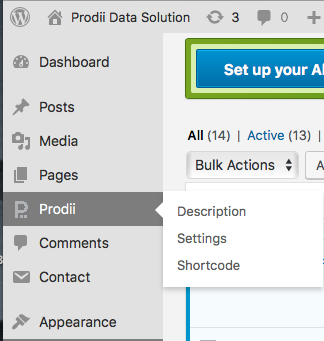 Prodii Data Solution 3 0
Dashboard
Set up your
All (14) | Active (13) |
Posts
Media
Bulk Actions
Pages
Prodii
Description
Settings
Shortcode
Comments
Contact
Appearance